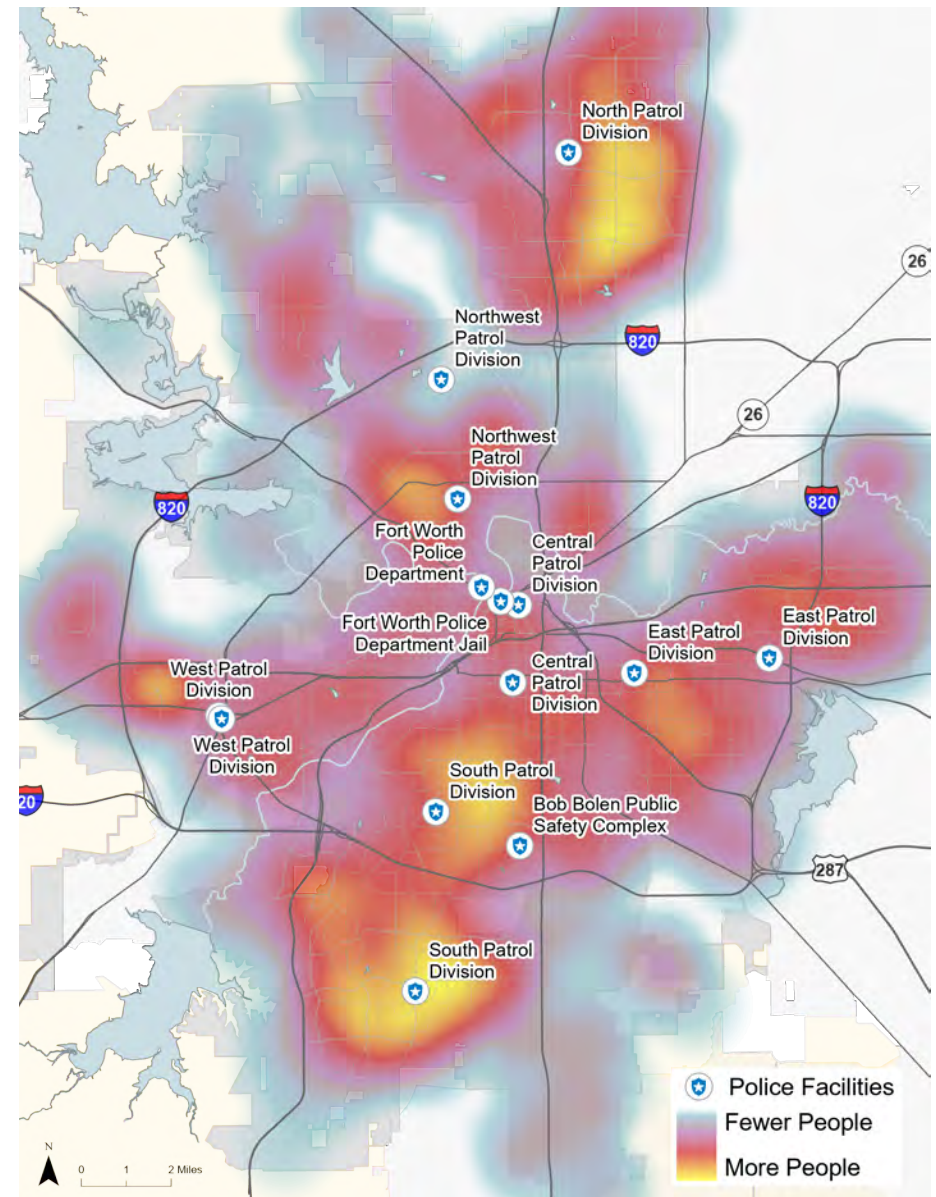 North Patrol
Division
26
Northwest
Patrol
Division
820
26
Northwest
Patrol
Division
820
820
Fort Worth
Police
Department
Central
Patrol
Division
Fort Worth Police
Department Jail
East Patrol
Division
East Patrol
Division
West Patrol
Division
Central
Patrol
Division
West Patrol
Division
South Patrol
Division
20
Bob Bolen Public
Safety Complex
287
South Patrol
Division
Police Facilities
Fewer People
More People
N
0 1 2 Miles